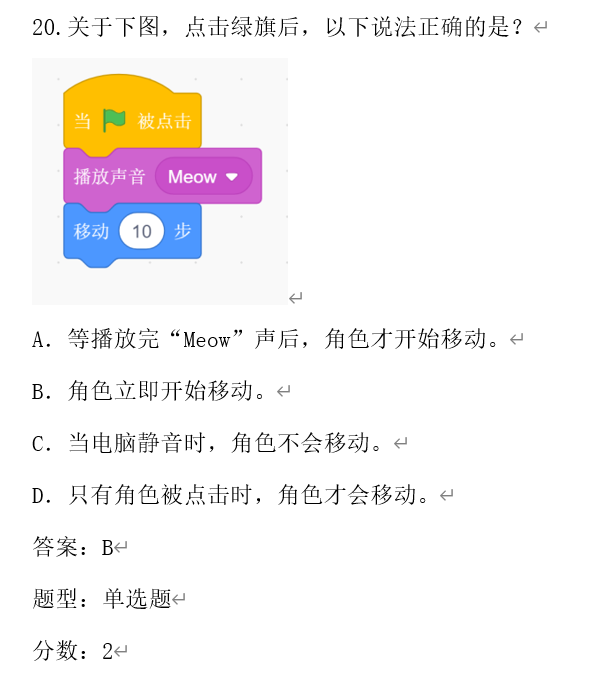 20.关于下图，点击绿旗后，以下说法正确的是？
当 被点击
播放声音 Meow
移动 10 步
A．等播放完“Meow”声后，角色才开始移动。
B．角色立即开始移动。
C．当电脑静音时，角色不会移动。
D．只有角色被点击时，角色才会移动。
答案：B
题型：单选题
分数：2